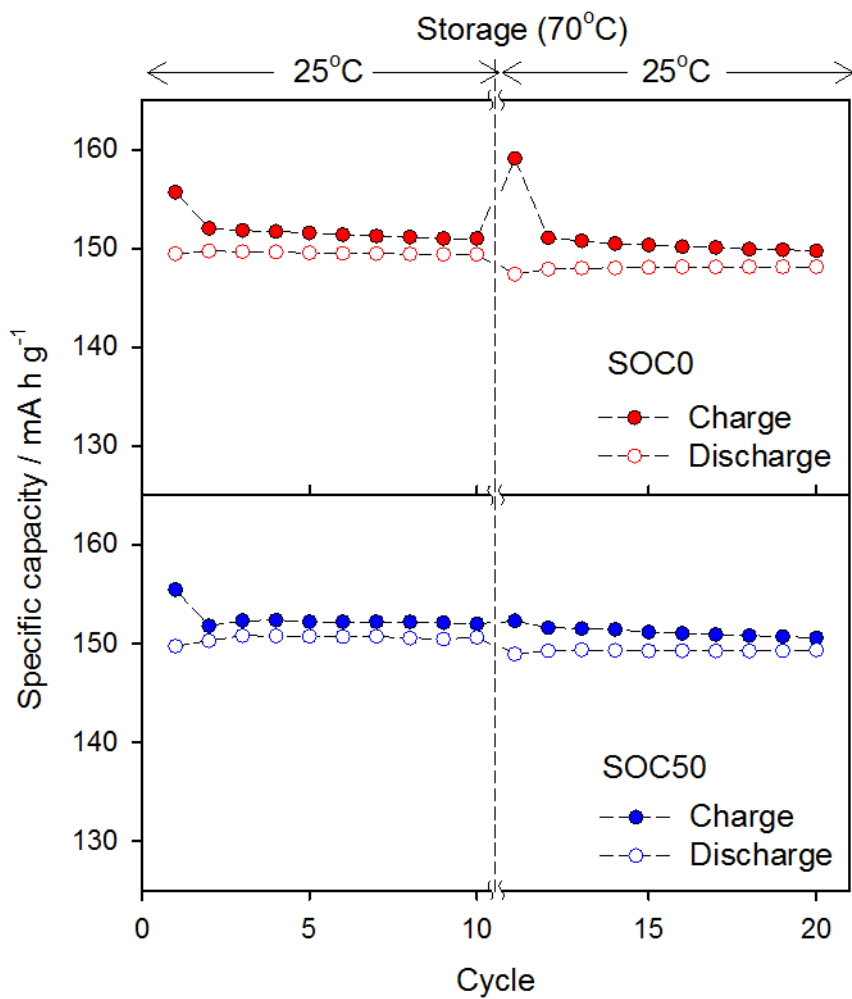 Storage (70°C)
25°C 25°C
160
150
140
130
SOC0
Charge
Discharge
160
150
140
130
SOC50
Charge
Discharge
0 5 10 15 20
Cycle
Specific capacity / mA h g⁻¹